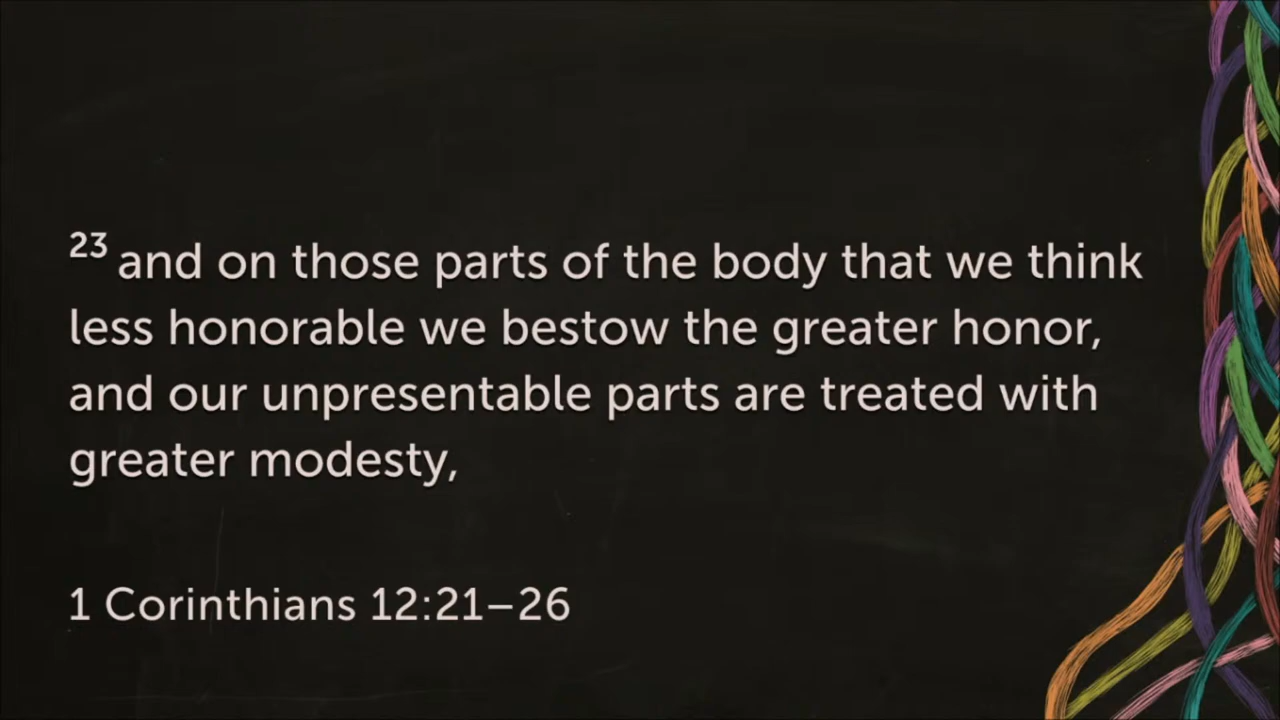 23 and on those parts of the body that we think
less honorable we bestow the greater honor,
and our unpresentable parts are treated with
greater modesty,
1 Corinthians 12:21–26